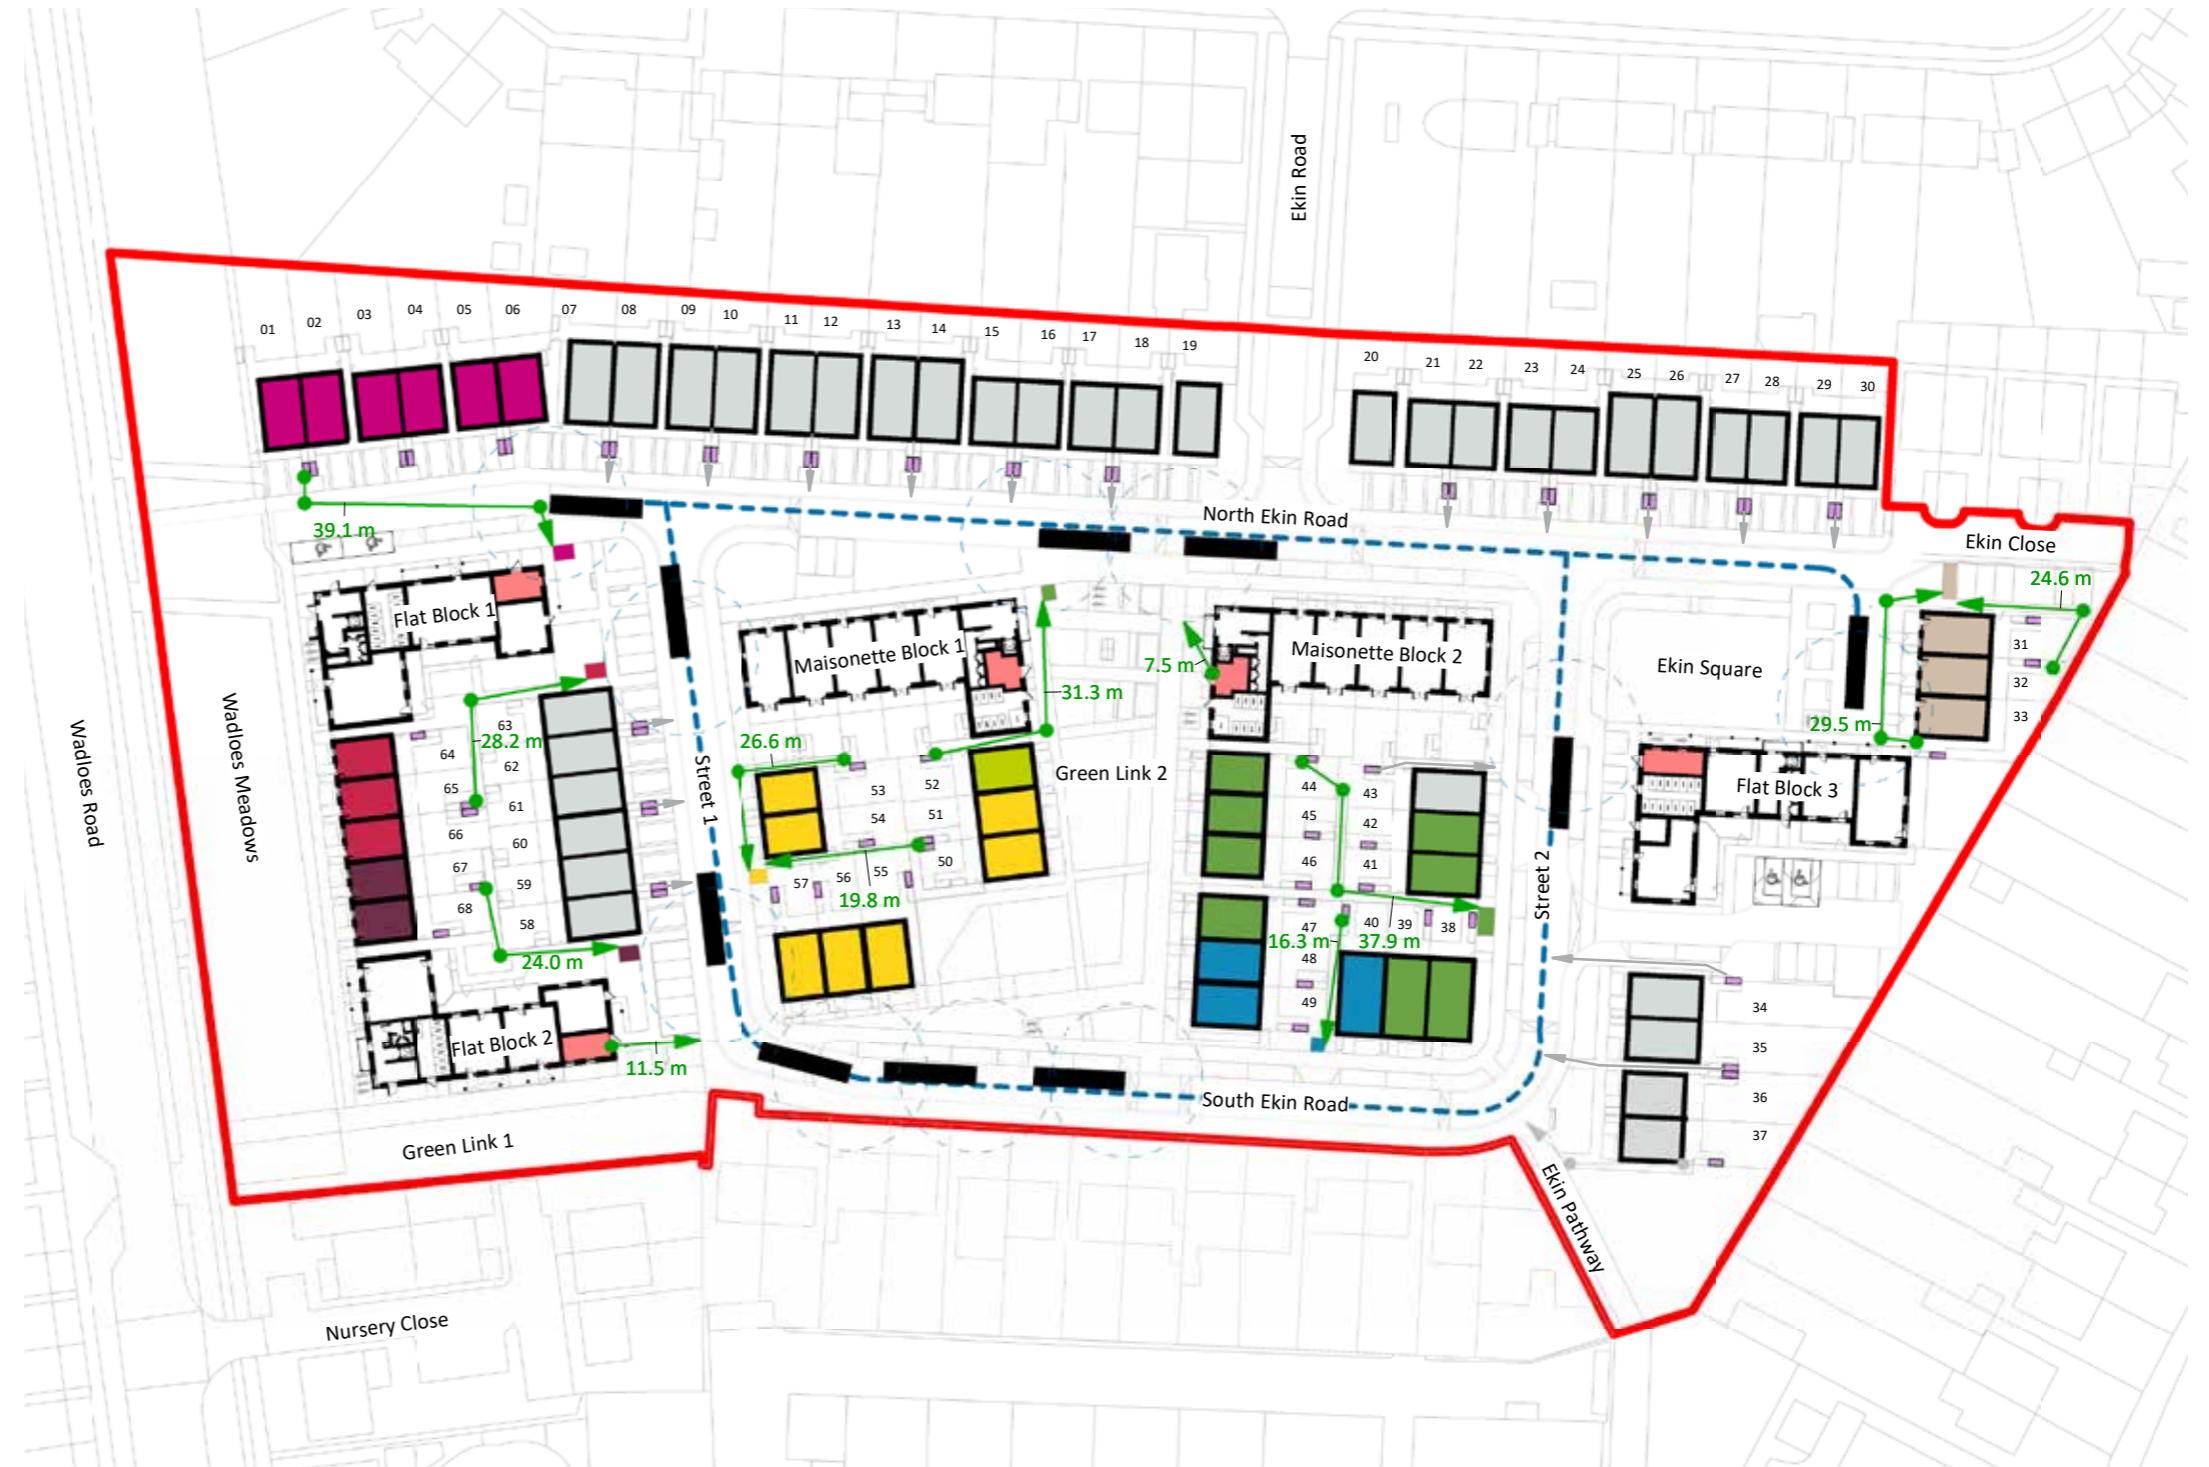 Ekin Road
01
02
03
04
05
06
07
08
09
10
11
12
13
14
15
16
17
18
19
20
21
22
23
24
25
26
27
28
29
30
North Ekin Road
39.1 m
Ekin Close
24.6 m
Flat Block 1
Maisonette Block 1
7.5 m
Maisonette Block 2
Ekin Square
31
32
33
31.3 m
29.5 m
Wadloes Road
Wadloes Meadows
63
28.2 m
64
62
65
61
66
60
67
59
68
58
24.0 m
Street 1
26.6 m
53
52
54
51
50
55
56
57
19.8 m
Green Link 2
44
43
45
42
46
41
47
40
39
38
16.3 m
37.9 m
48
49
Street 2
Flat Block 3
34
35
36
37
Flat Block 2
11.5 m
South Ekin Road
Green Link 1
Ekin Pathway
Nursery Close